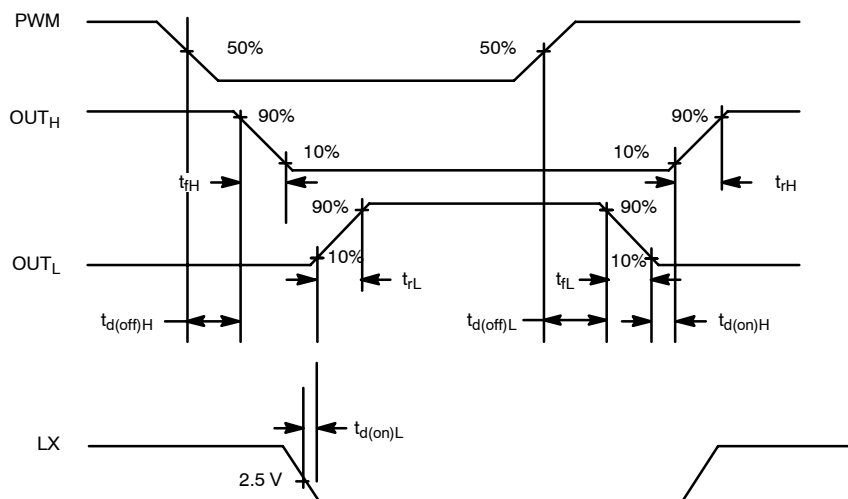 PWM
50%
50%
OUTH
90%
90%
10%
10%
tfH
trH
90%
90%
OUTL
10%
10%
trL
tfL
td(off)H
td(off)L
td(on)H
LX
td(on)L
2.5 V